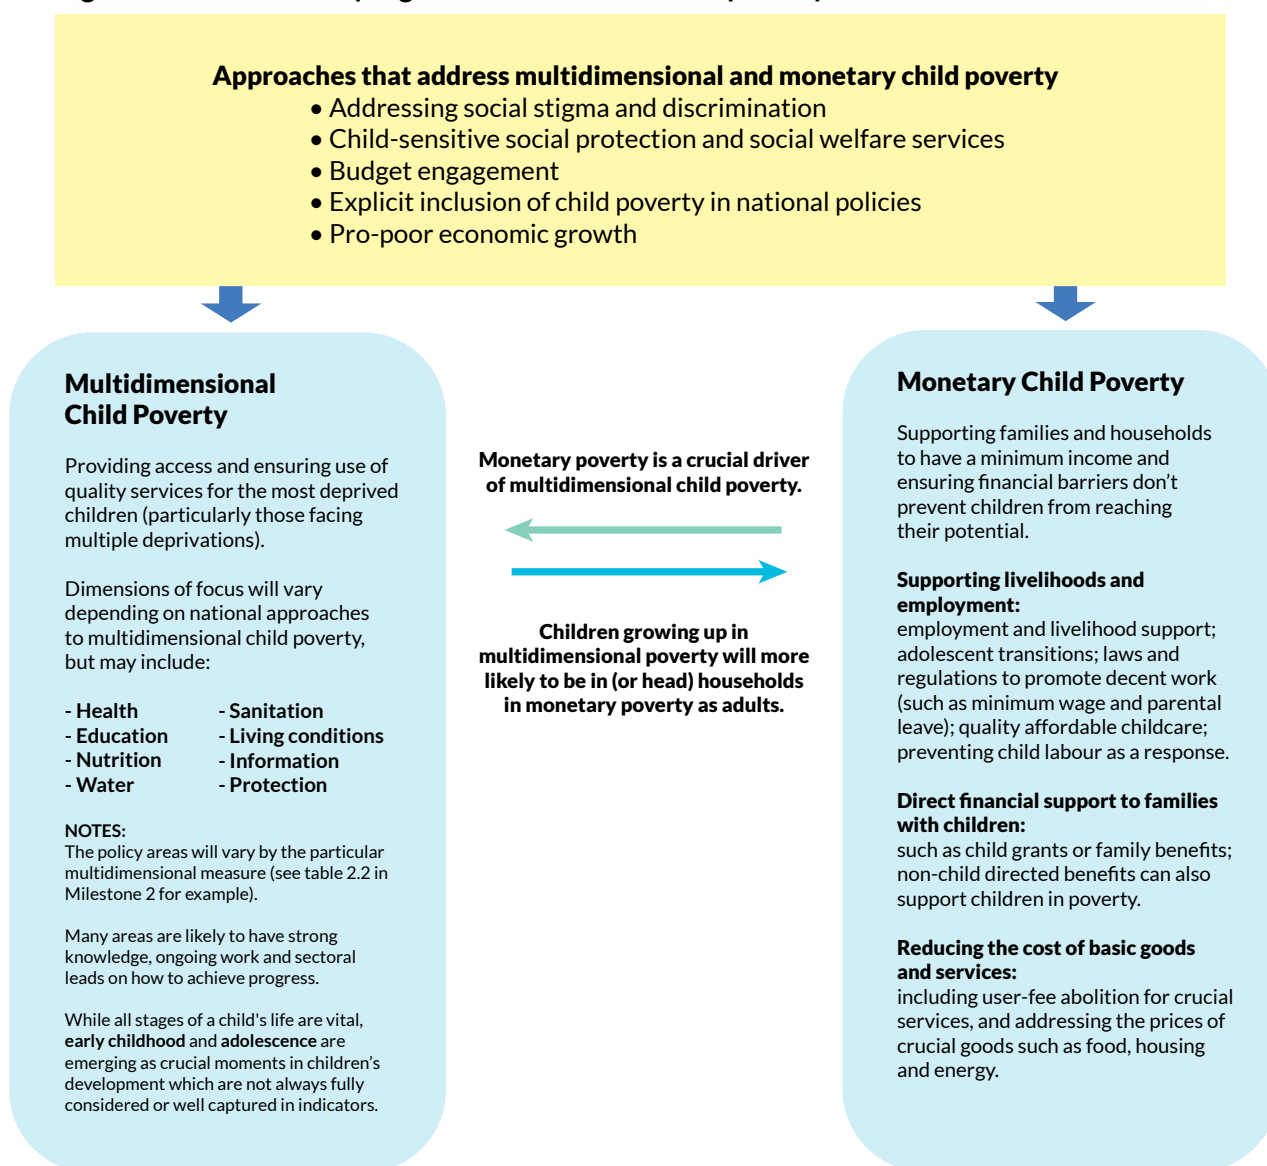 Approaches that address multidimensional and monetary child poverty
• Addressing social stigma and discrimination
• Child-sensitive social protection and social welfare services
• Budget engagement
• Explicit inclusion of child poverty in national policies
• Pro-poor economic growth
Multidimensional
Child Poverty
Providing access and ensuring use of
quality services for the most deprived
children (particularly those facing
multiple deprivations).
Dimensions of focus will vary
depending on national approaches
to multidimensional child poverty,
but may include:
- Health
- Education
- Nutrition
- Water
- Sanitation
- Living conditions
- Information
- Protection
NOTES:
The policy areas will vary by the particular
multidimensional measure (see table 2.2 in
Milestone 2 for example).
Many areas are likely to have strong
knowledge, ongoing work and sectoral
leads on how to achieve progress.
While all stages of a child's life are vital,
early childhood and adolescence are
emerging as crucial moments in children’s
development which are not always fully
considered or well captured in indicators.
Monetary poverty is a crucial driver
of multidimensional child poverty.
Children growing up in
multidimensional poverty will more
likely to be in (or head) households
in monetary poverty as adults.
Monetary Child Poverty
Supporting families and households
to have a minimum income and
ensuring financial barriers don’t
prevent children from reaching
their potential.
Supporting livelihoods and
employment:
employment and livelihood support;
adolescent transitions; laws and
regulations to promote decent work
(such as minimum wage and parental
leave); quality affordable childcare;
preventing child labour as a response.
Direct financial support to families
with children:
such as child grants or family benefits;
non-child directed benefits can also
support children in poverty.
Reducing the cost of basic goods
and services:
including user-fee abolition for crucial
services, and addressing the prices of
crucial goods such as food, housing
and energy.